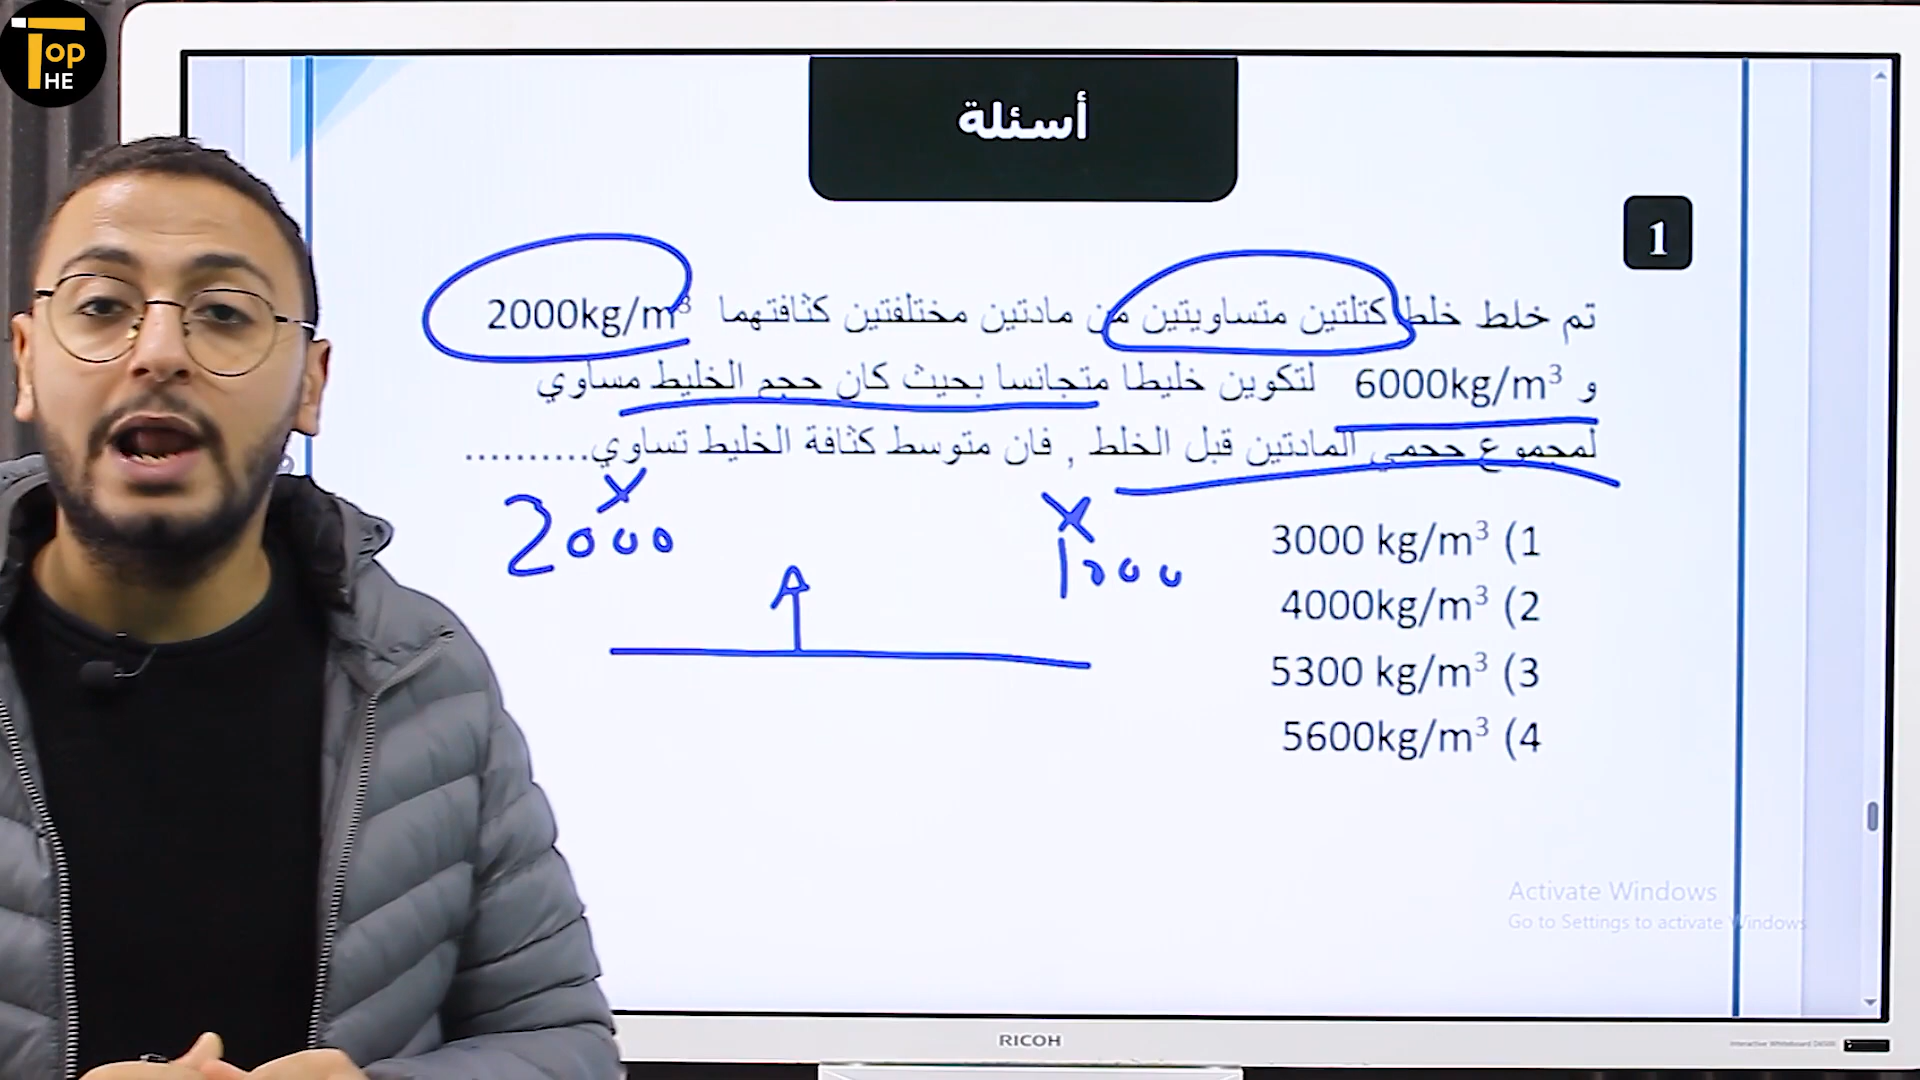 Top
HE
أسئلة
1
تم خلط خلط كتلتين متساويتين من مادتين مختلفتين كثافتهما 2000kg/m³
و 6000kg/m³ لتكوين خليطا متجانسا بحيث كان حجم الخليط مساوي
لمجموع حجمي المادتين قبل الخلط , فان متوسط كثافة الخليط تساوي..........
2000
1000
3000 kg/m³ (1
4000kg/m³ (2
5300 kg/m³ (3
5600kg/m³ (4
Activate Windows
Go to Settings to activate Windows
RICOH